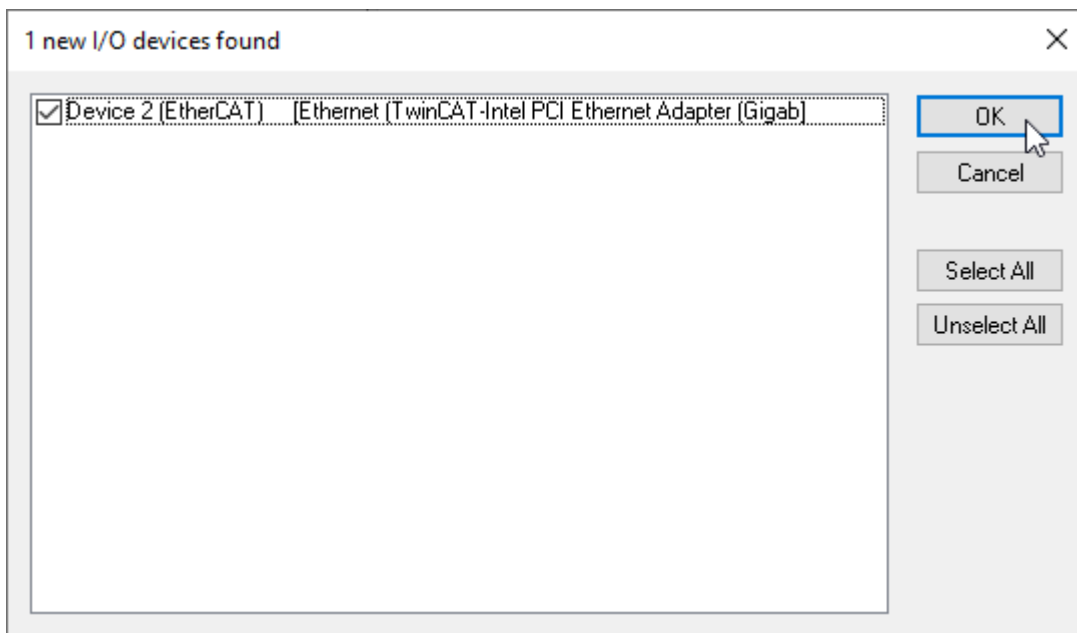 1 new I/O devices found
Device 2 (EtherCAT) [Ethernet (TwinCAT-Intel PCI Ethernet Adapter (Gigab]
OK
Cancel
Select All
Unselect All